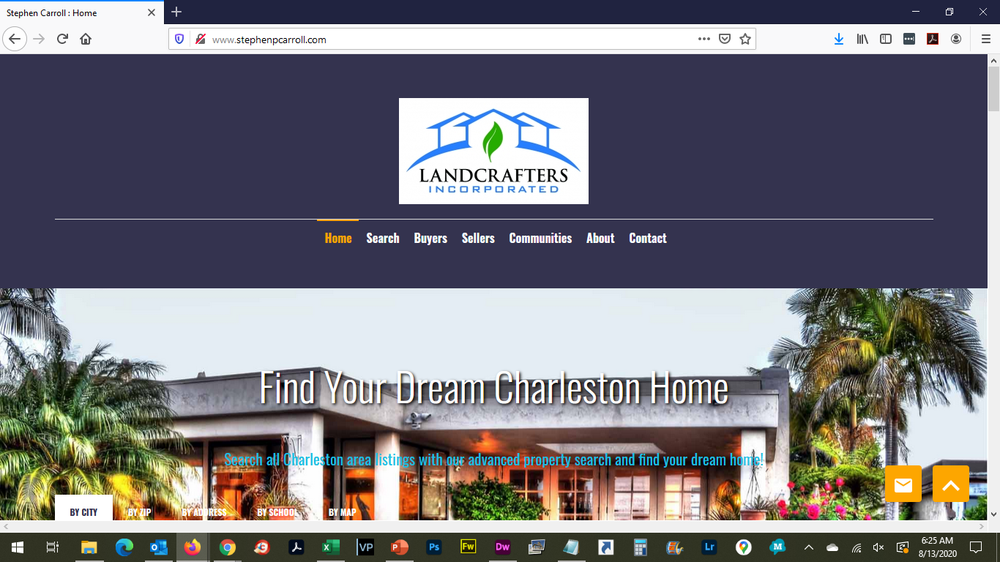 Stephen Carroll : Home
www.stephenpcarroll.com
LANDCRAFTERS
INCORPORATED
Home Search Buyers Sellers Communities About Contact
Find Your Dream Charleston Home
Search all Charleston area listings with our advanced property search and find your dream home!
BY CITY BY ZIP BY ADDRESS BY SCHOOL BY MAP
VP Ps Fw Dw Lr M
6:25 AM
8/13/2020